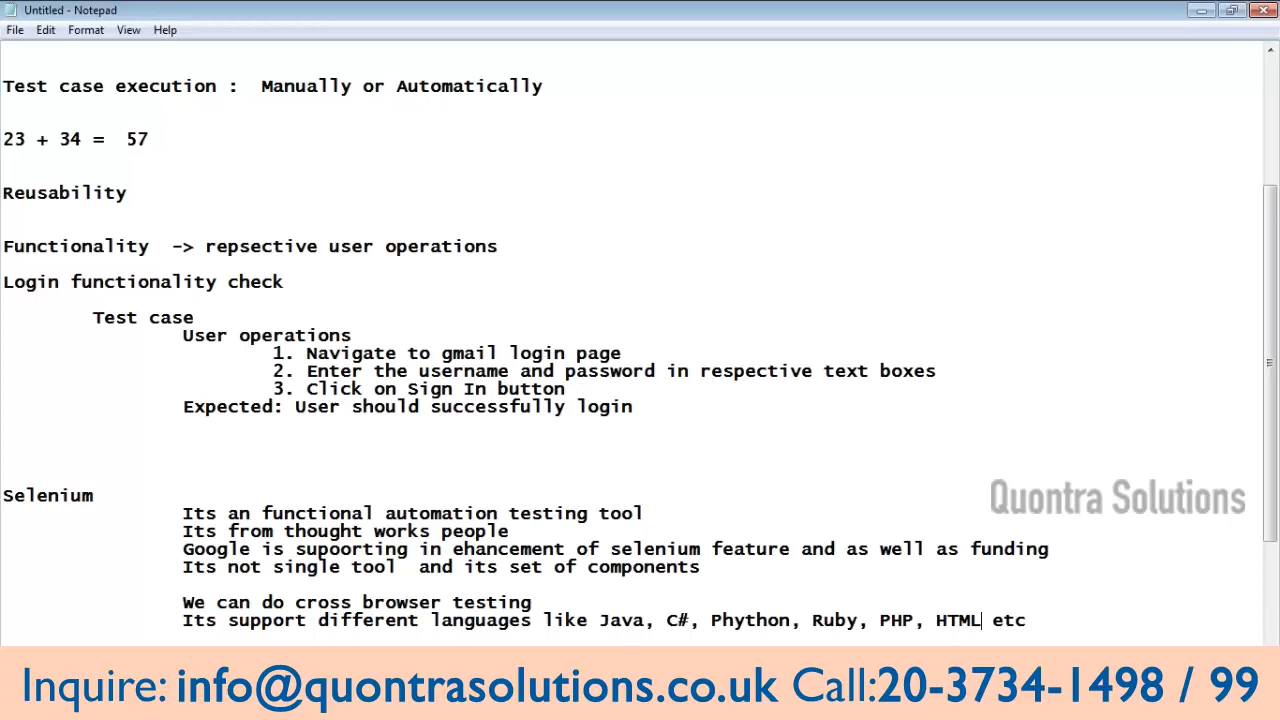 Untitled - Notepad
File Edit Format View Help
Test case execution : Manually or Automatically
23 + 34 = 57
Reusability
Functionality -> repsective user operations
Login functionality check
Test case
User operations
1. Navigate to gmail login page
2. Enter the username and password in respective text boxes
3. Click on Sign In button
Expected: User should successfully login
Selenium
Quontra Solutions
Its an functional automation testing tool
Its from thought works people
Google is supoorting in ehancement of selenium feature and as well as funding
Its not single tool and its set of components
We can do cross browser testing
Its support different languages like Java, C#, Phython, Ruby, PHP, HTML etc
Inquire: info@quontrasolutions.co.uk Call:20-3734-1498 / 99